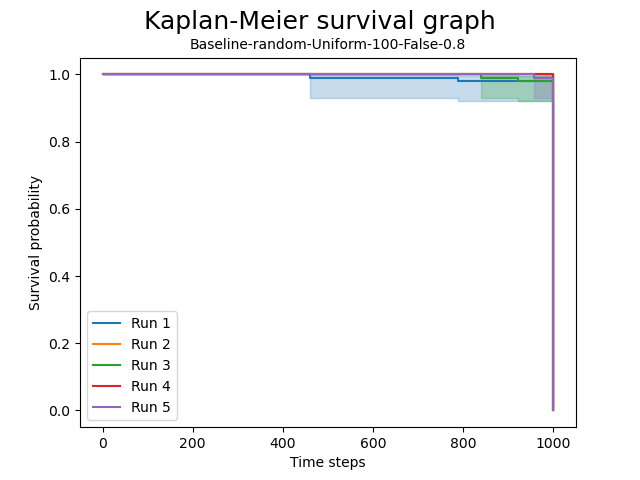 Kaplan-Meier survival graph
Baseline-random-Uniform-100-False-0.8
1.0
0.8
0.6
0.4
0.2
0.0
Survival probability
Run 1
Run 2
Run 3
Run 4
Run 5
0 200 400 600 800 1000
Time steps